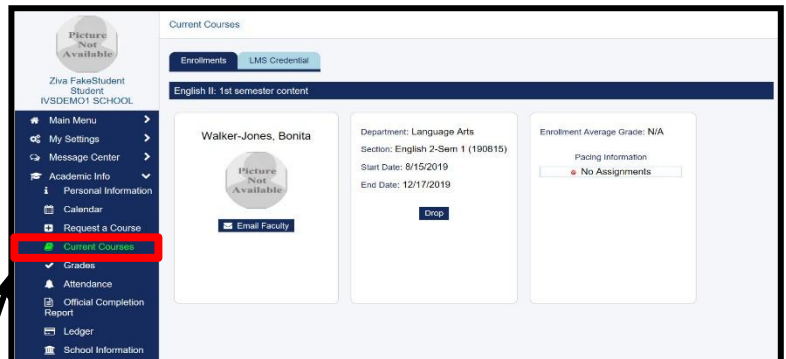 Picture
Not
Available
Ziva FakeStudent
Student
IVSDEMO1 SCHOOL
Main Menu
My Settings
Message Center
Academic Info
Personal Information
Calendar
Request a Course
Current Courses
Grades
Attendance
Official Completion
Report
Ledger
School Information
Current Courses
Enrollments LMS Credential
English II: 1st semester content
Walker-Jones, Bonita
Picture
Not
Available
Email Faculty
Department: Language Arts
Section: English 2-Sem 1 (190815)
Start Date: 8/15/2019
End Date: 12/17/2019
Drop
Enrollment Average Grade: N/A
Pacing Information
No Assignments